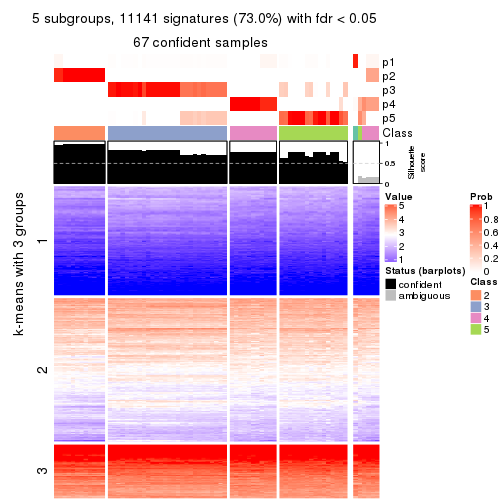 5 subgroups, 11141 signatures (73.0%) with fdr < 0.05
67 confident samples
p1
p2
p3
p4
p5
Class
1
0.5
0
Silhouette
score
k-means with 3 groups
1
2
3
Value
5
4
3
2
1
Status (barplots)
confident
ambiguous
Prob
1
0.8
0.6
0.4
0.2
0
Class
2
3
4
5